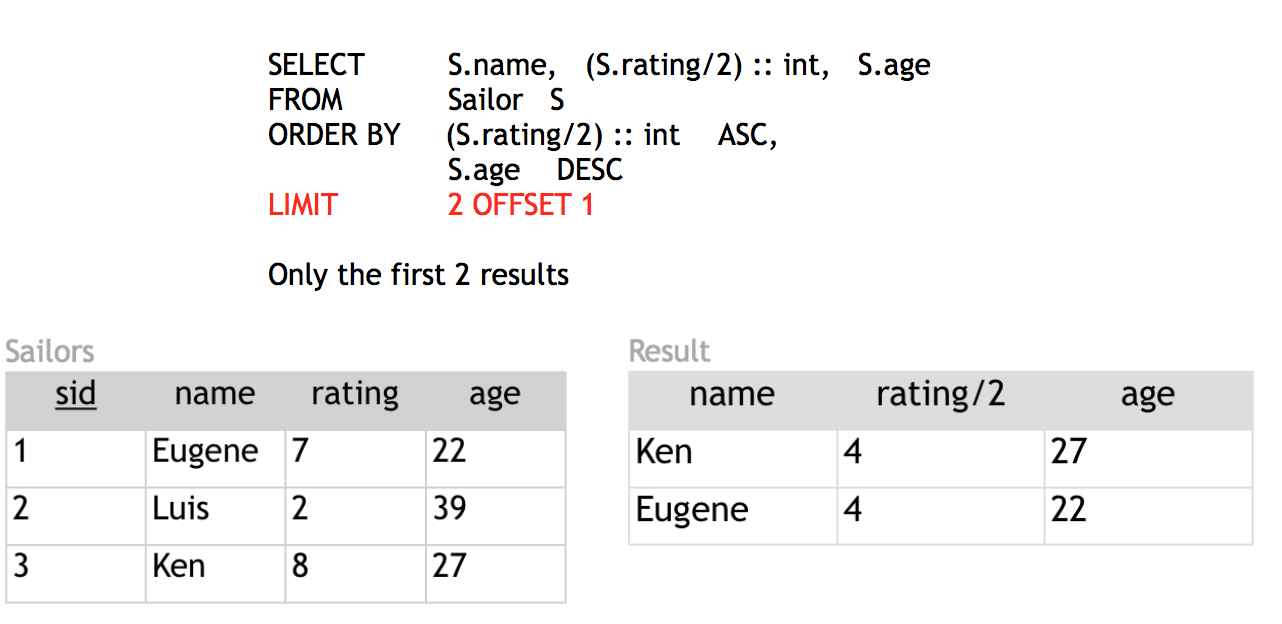 SELECT S.name, (S.rating/2) :: int, S.age
FROM Sailor S
ORDER BY (S.rating/2) :: int ASC,
S.age DESC
LIMIT 2 OFFSET 1
Only the first 2 results
Sailors
sid name rating age
1 Eugene 7 22
2 Luis 2 39
3 Ken 8 27
Result
name rating/2 age
Ken 4 27
Eugene 4 22